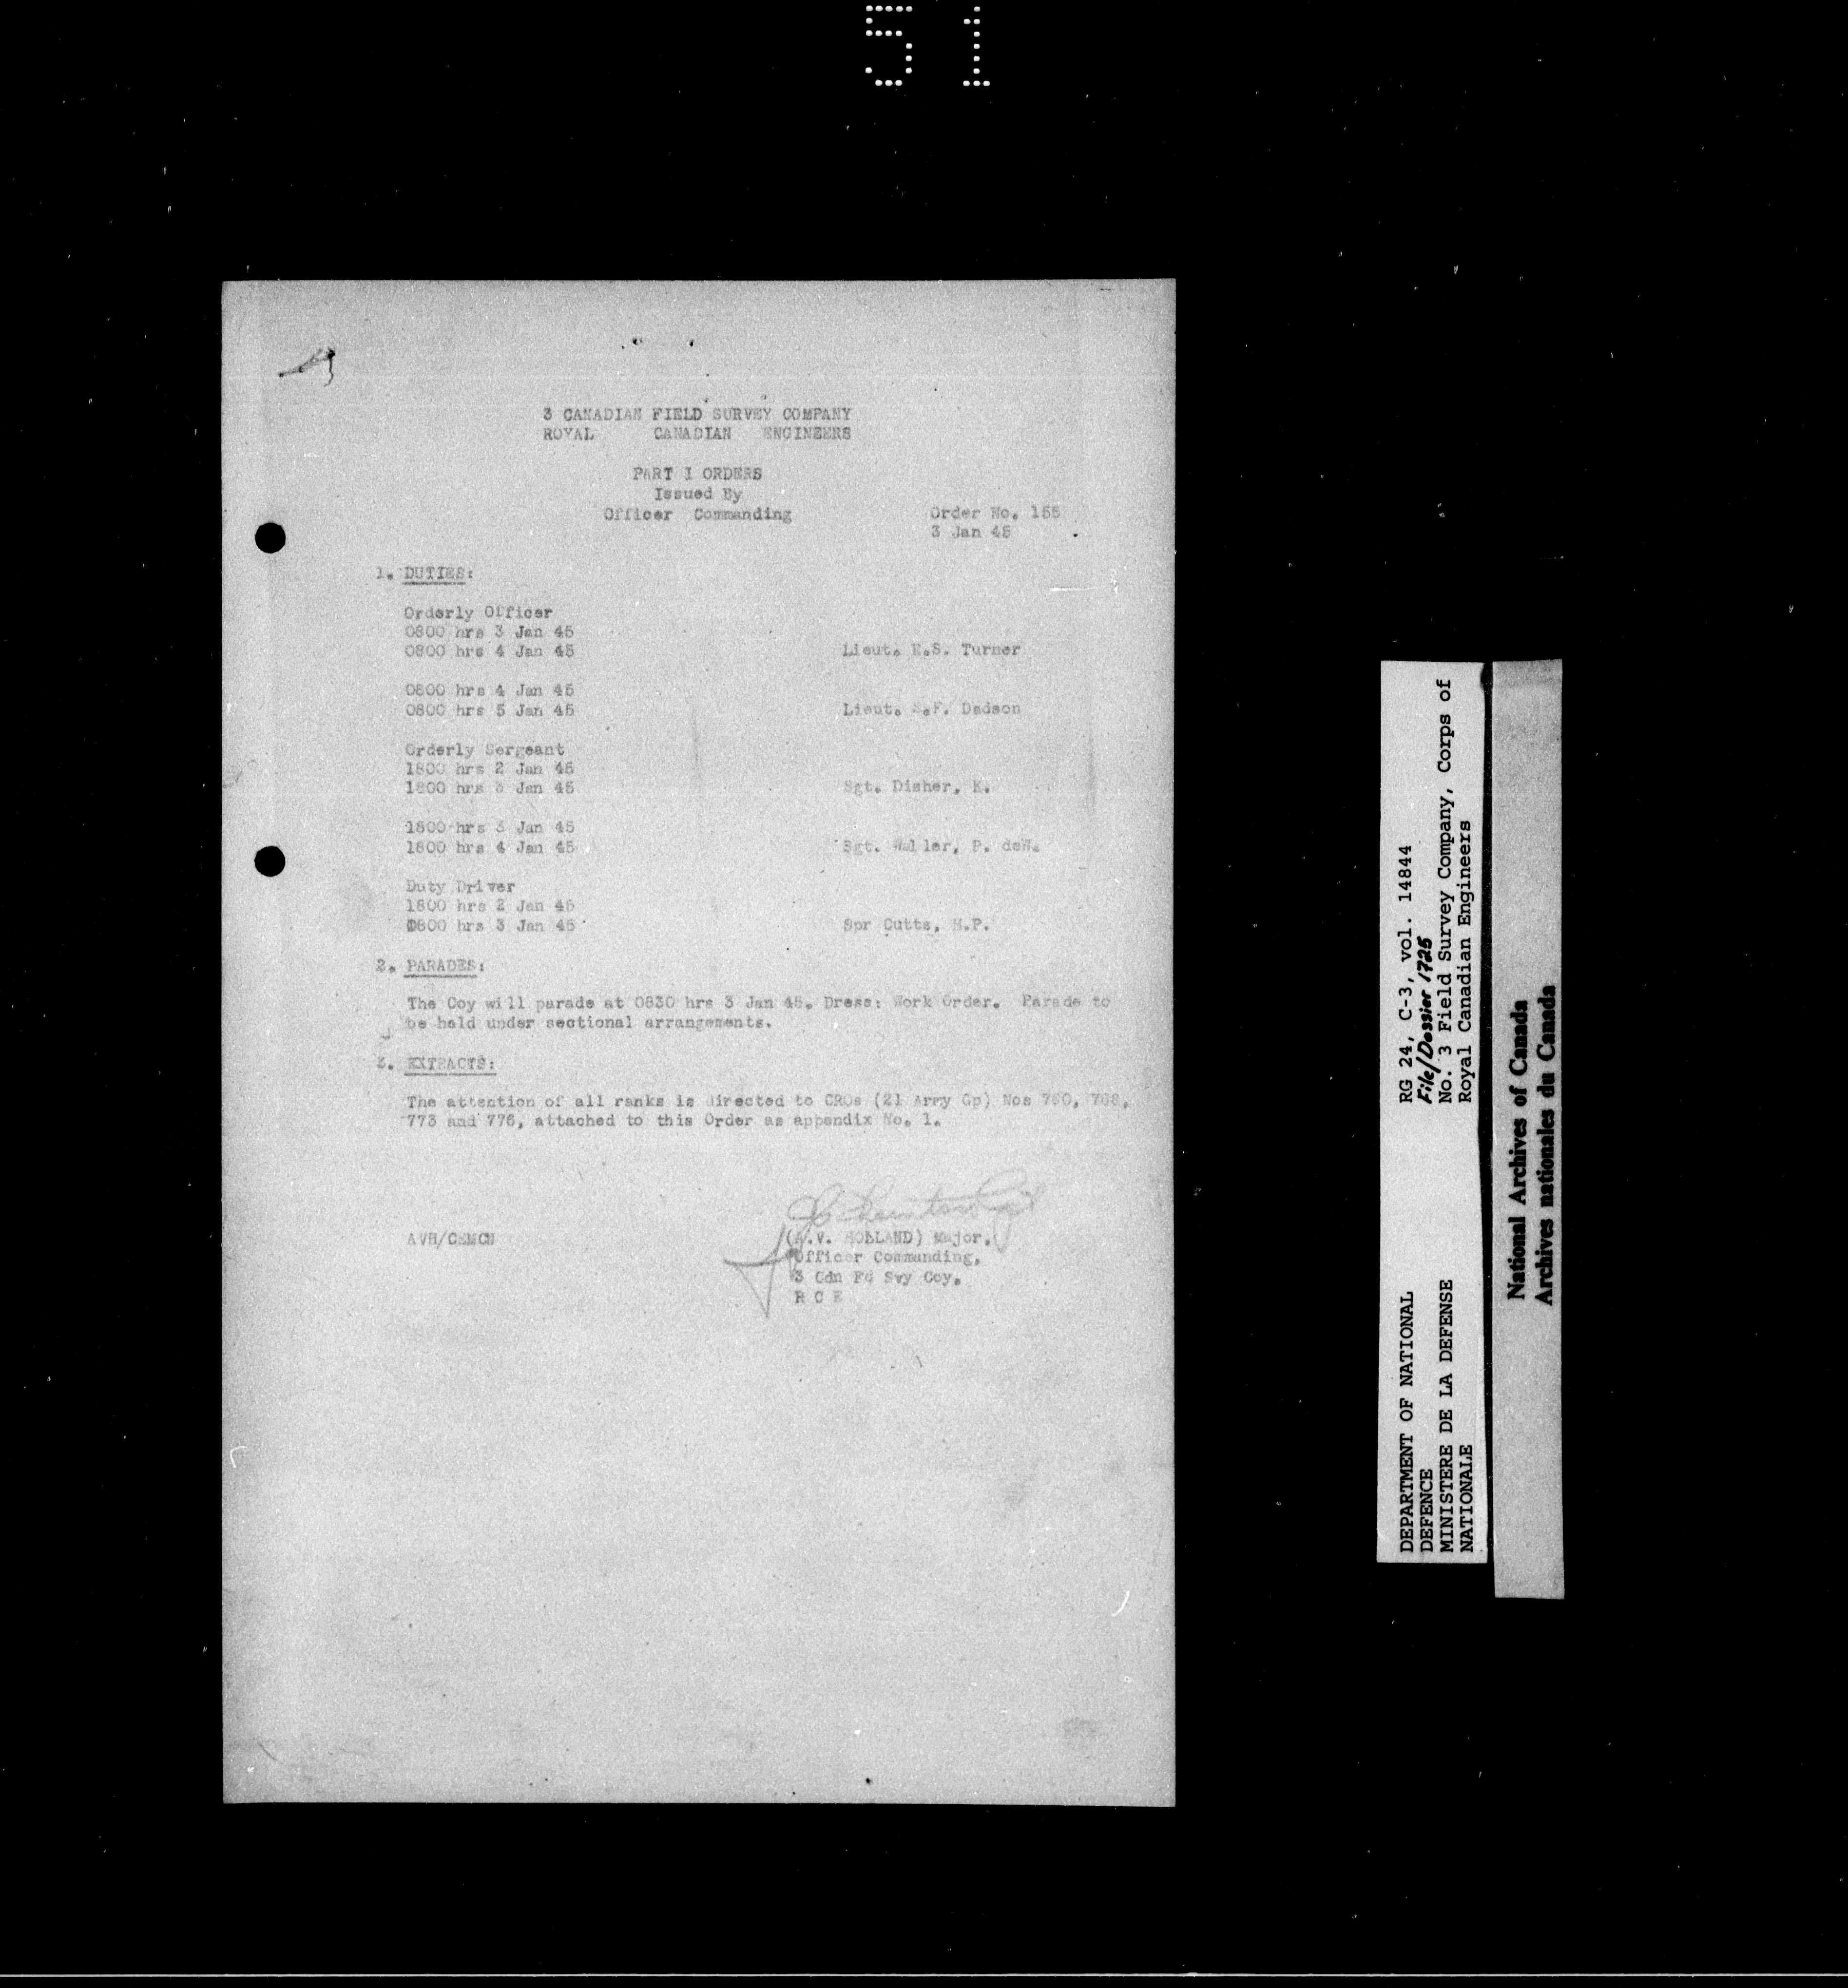 51
3 CANADIAN FIELD SURVEY COMPANY
ROYAL CANADIAN ENGINEERS
PART I ORDERS
Issued By
Officer Commanding
Order No. 155
3 Jan 45
1. DUTIES:
Orderly Officer
0800 hrs 3 Jan 45
0800 hrs 4 Jan 45 Lieut. E.S. Turner
0800 hrs 4 Jan 45
0800 hrs 5 Jan 45 Lieut. Dadson
Orderly Sergeant
1800 hrs 2 Jan 45
1800 hrs 3 Jan 45 Sgt. Disher, K.
1800 hrs 3 Jan 45
1800 hrs 4 Jan 45 Sgt. Waller, P. deW.
Duty Driver
1800 hrs 2 Jan 45
0800 hrs 3 Jan 45 Spr Cutts,
2. PARADES:
The Coy will parade at 0830 hrs 3 Jan 45. Dress: Work Order. Parade to
be held under sectional arrangements.
3. EXTRACTS:
The attention of all ranks is directed to CROs (21 Army Gp) Nos 760,
773 and 776, attached to this Order as appendix No. 1.
AVH/CEMCN
(A.V. HOLLAND) Major,
Officer Commanding,
3 Cdn Fd Svy Coy.
R C E
DEPARTMENT OF NATIONAL
DEFENCE
MINISTERE DE LA DEFENSE
NATIONALE
RG 24, C-3, vol. 14844
File/Dossier 1725
No. 3 Field Survey Company, Corps of
Royal Canadian Engineers
National Archives of Canada
Archives nationales du Canada